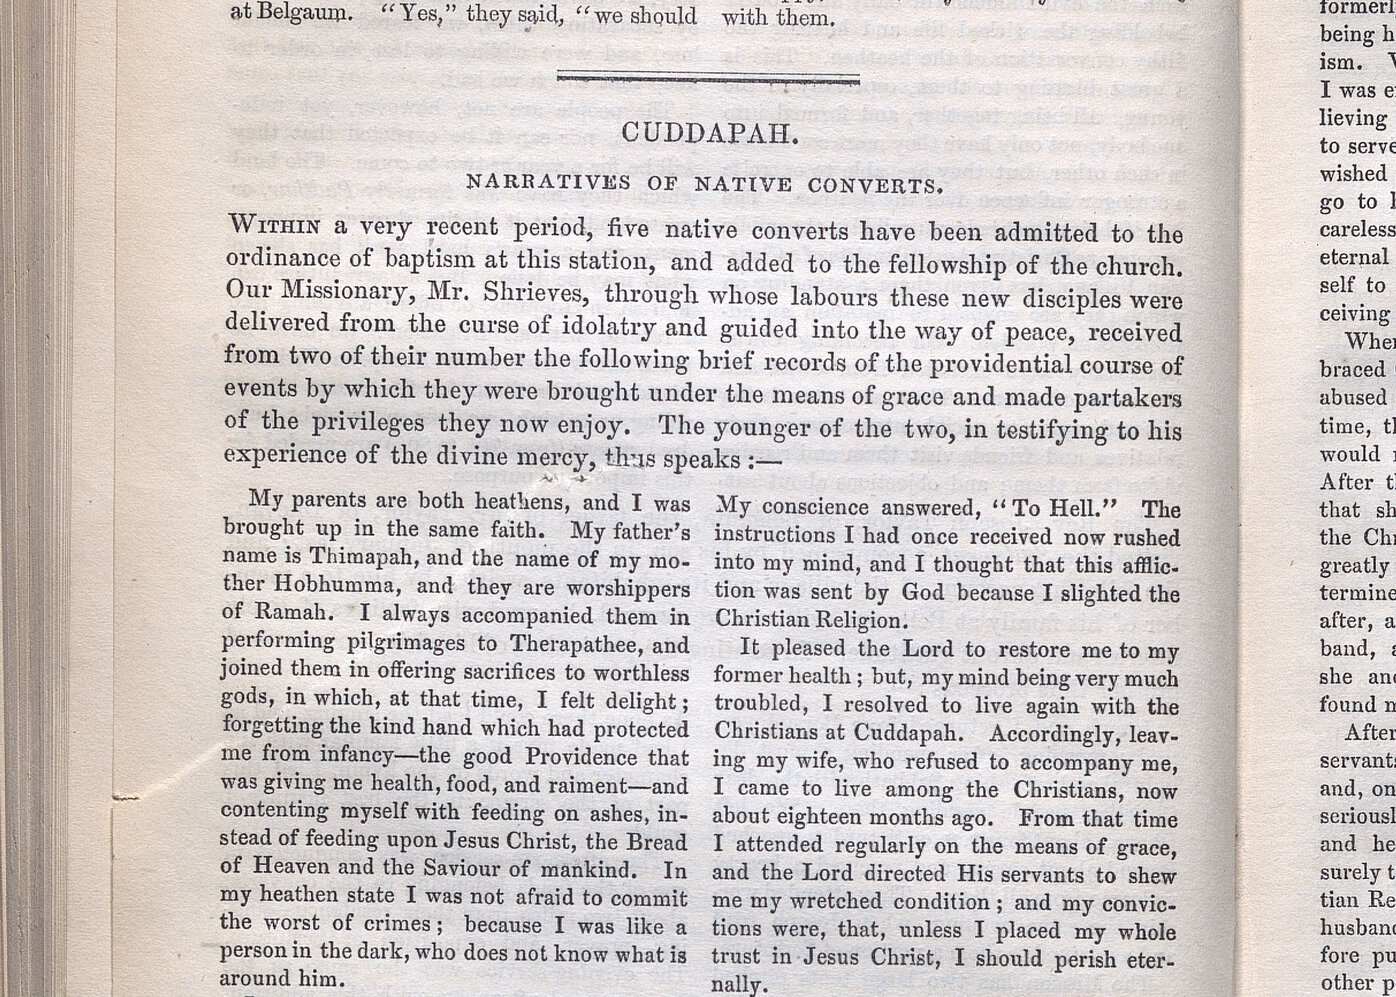 at Belgaum. "Yes," they said, "we should
with them.
CUDDAPAH.
NARRATIVES OF NATIVE CONVERTS.
WITHIN a very recent period, five native converts have been admitted to the
ordinance of baptism at this station, and added to the fellowship of the church.
Our Missionary, Mr. Shrieves, through whose labours these new disciples were
delivered from the curse of idolatry and guided into the way of peace, received
from two of their number the following brief records of the providential course of
events by which they were brought under the means of grace and made partakers
of the privileges they now enjoy. The younger of the two, in testifying to his
experience of the divine mercy, thus speaks :—
My parents are both heathens, and I was
brought up in the same faith. My father's
name is Thimapah, and the name of my mo-
ther Hobhumma, and they are worshippers
of Ramah. I always accompanied them in
performing pilgrimages to Therapathee, and
joined them in offering sacrifices to worthless
gods, in which, at that time, I felt delight ;
forgetting the kind hand which had protected
me from infancy—the good Providence that
was giving me health, food, and raiment—and
contenting myself with feeding on ashes, in-
stead of feeding upon Jesus Christ, the Bread
of Heaven and the Saviour of mankind. In
my heathen state I was not afraid to commit
the worst of crimes ; because I was like a
person in the dark, who does not know what is
around him.
My conscience answered, "To Hell." The
instructions I had once received now rushed
into my mind, and I thought that this afflic-
tion was sent by God because I slighted the
Christian Religion.
It pleased the Lord to restore me to my
former health ; but, my mind being very much
troubled, I resolved to live again with the
Christians at Cuddapah. Accordingly, leav-
ing my wife, who refused to accompany me,
I came to live among the Christians, now
about eighteen months ago. From that time
I attended regularly on the means of grace,
and the Lord directed His servants to shew
me my wretched condition ; and my convic-
tions were, that, unless I placed my whole
trust in Jesus Christ, I should perish eter-
nally.
formerl
being h
ism.
I was e
lieving
to serve
wished
go to
careless
eternal
self to
ceiving
When
braced
abused
time, th
would
After th
that sh
the Chr
greatly
termine
after, a
band,
she and
found m
After
servants
and, on
seriousl
and he
surely t
tian Re
husband
fore pu
other p